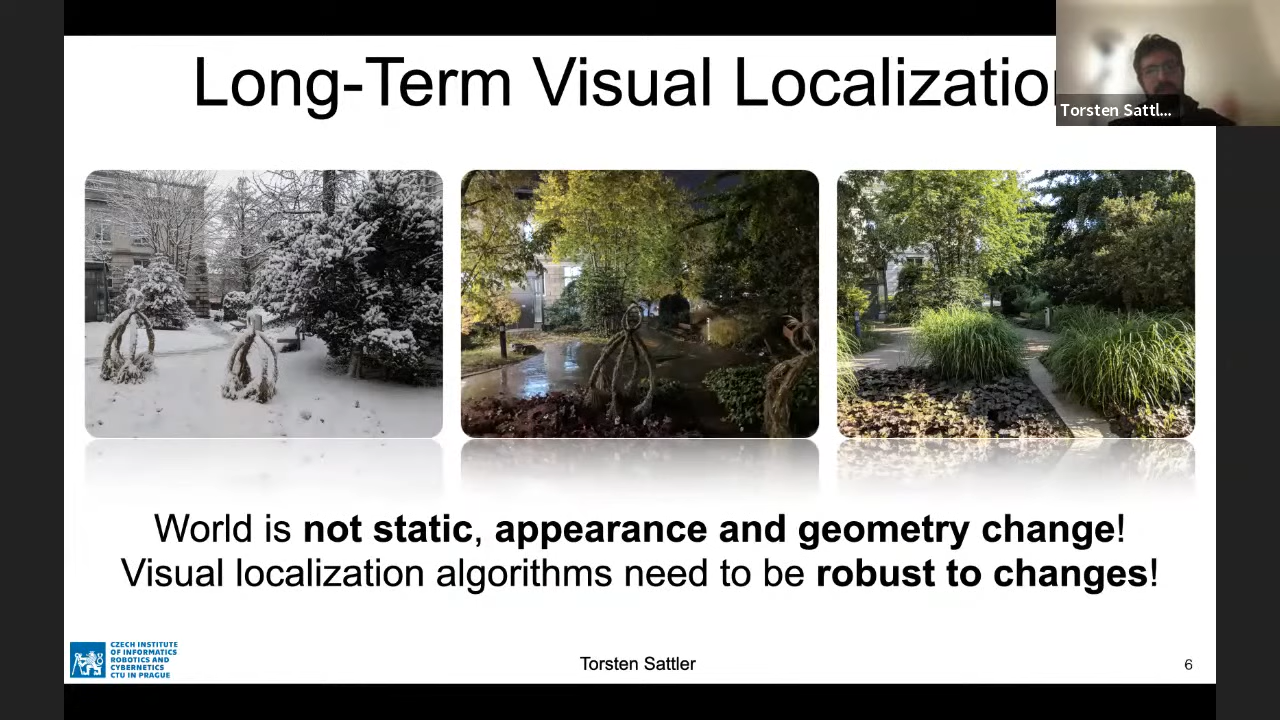 Long-Term Visual Localizatio
Torsten Sattl...
World is not static, appearance and geometry change!
Visual localization algorithms need to be robust to changes!
CZECH INSTITUTE
OF INFORMATICS
ROBOTICS AND
CYBERNETICS
CTU IN PRAGUE
Torsten Sattler
6